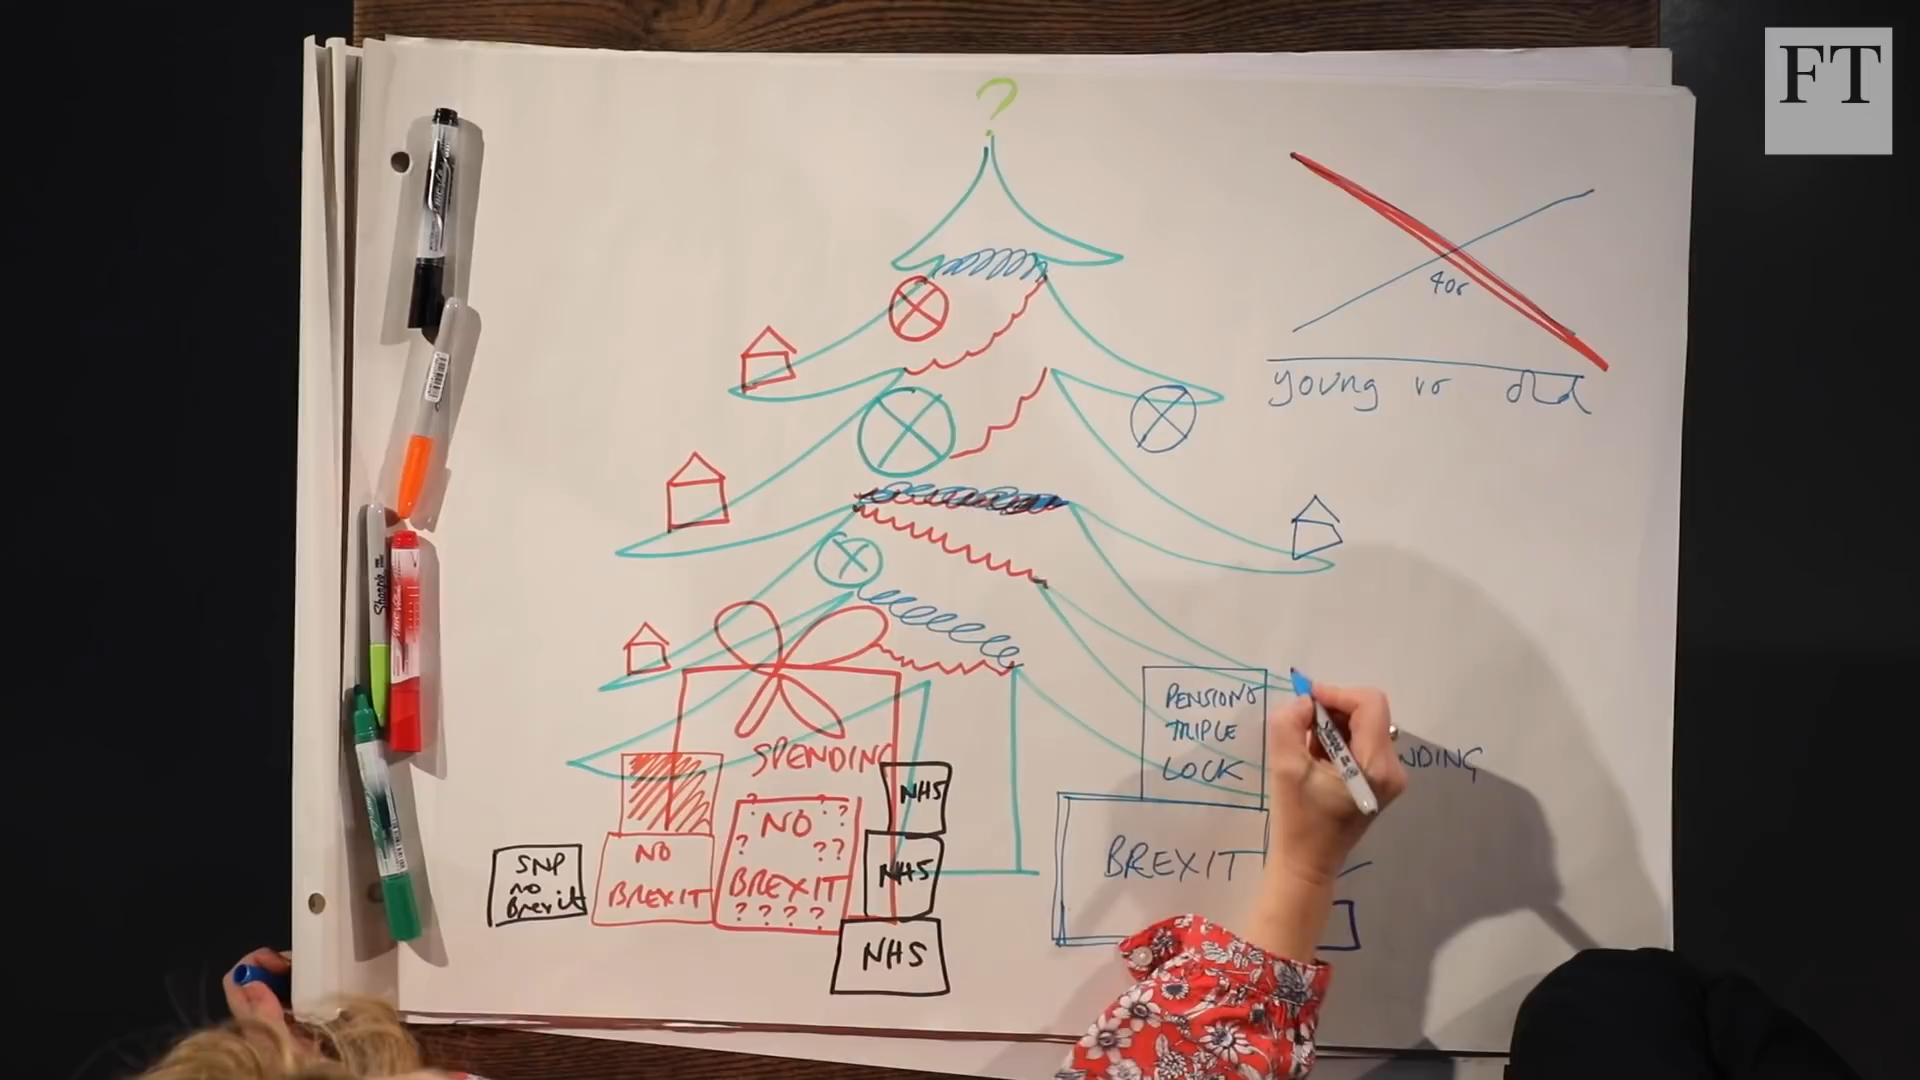 FT
?
40s
young vs old
PENSIONS
TRIPLE
LOCK
SPENDING
NDING
? ? ?
NHS
NO
? ??
BREXIT
? ? ? ?
NO
BREXIT
SNP
no
Brexit
NHS
NHS
BREXIT
Sharpie